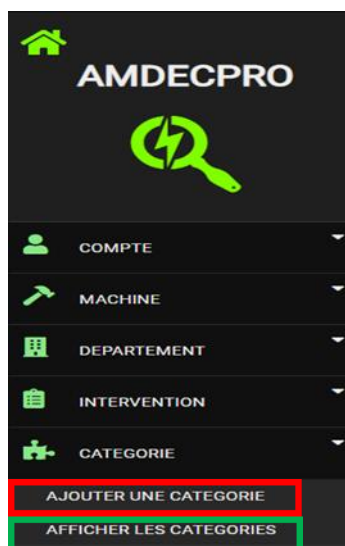 AMDECPRO
COMPTE
MACHINE
DEPARTEMENT
INTERVENTION
CATEGORIE
AJOUTER UNE CATEGORIE
AFFICHER LES CATEGORIES